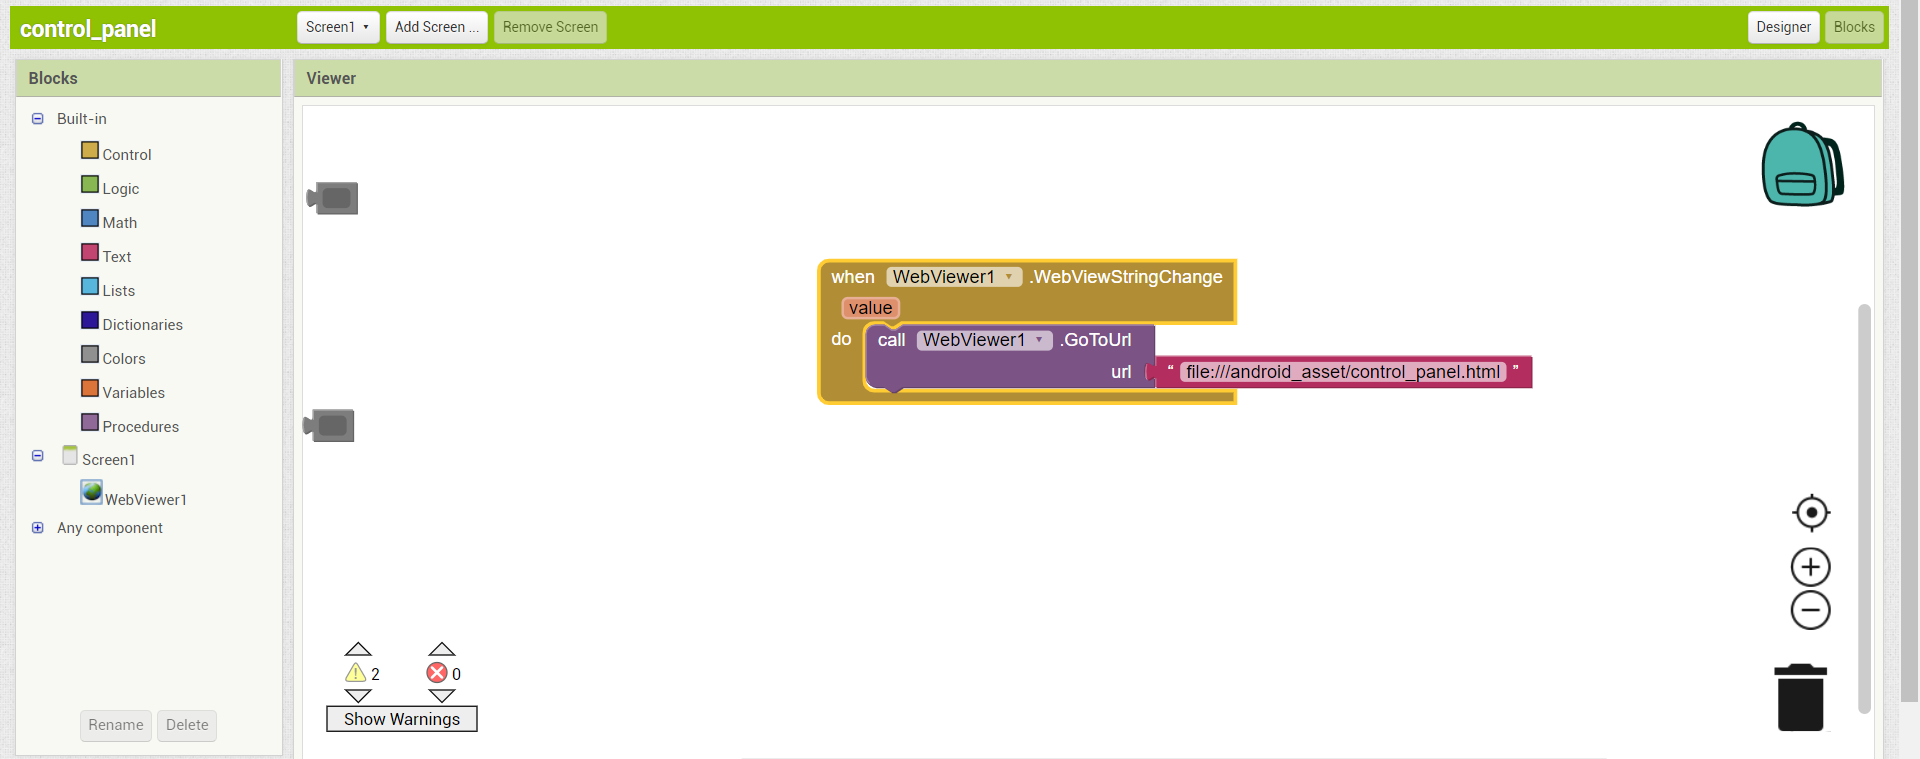 control_panel
Screen1 Add Screen ... Remove Screen Designer Blocks
Blocks
Built-in
Control
Logic
Math
Text
Lists
Dictionaries
Colors
Variables
Procedures
Screen1
WebViewer1
Any component
Rename Delete
Viewer
when WebViewer1 .WebViewStringChange
value
do call WebViewer1 .GoToUrl
url “ file:///android_asset/control_panel.html ”
2 0
Show Warnings